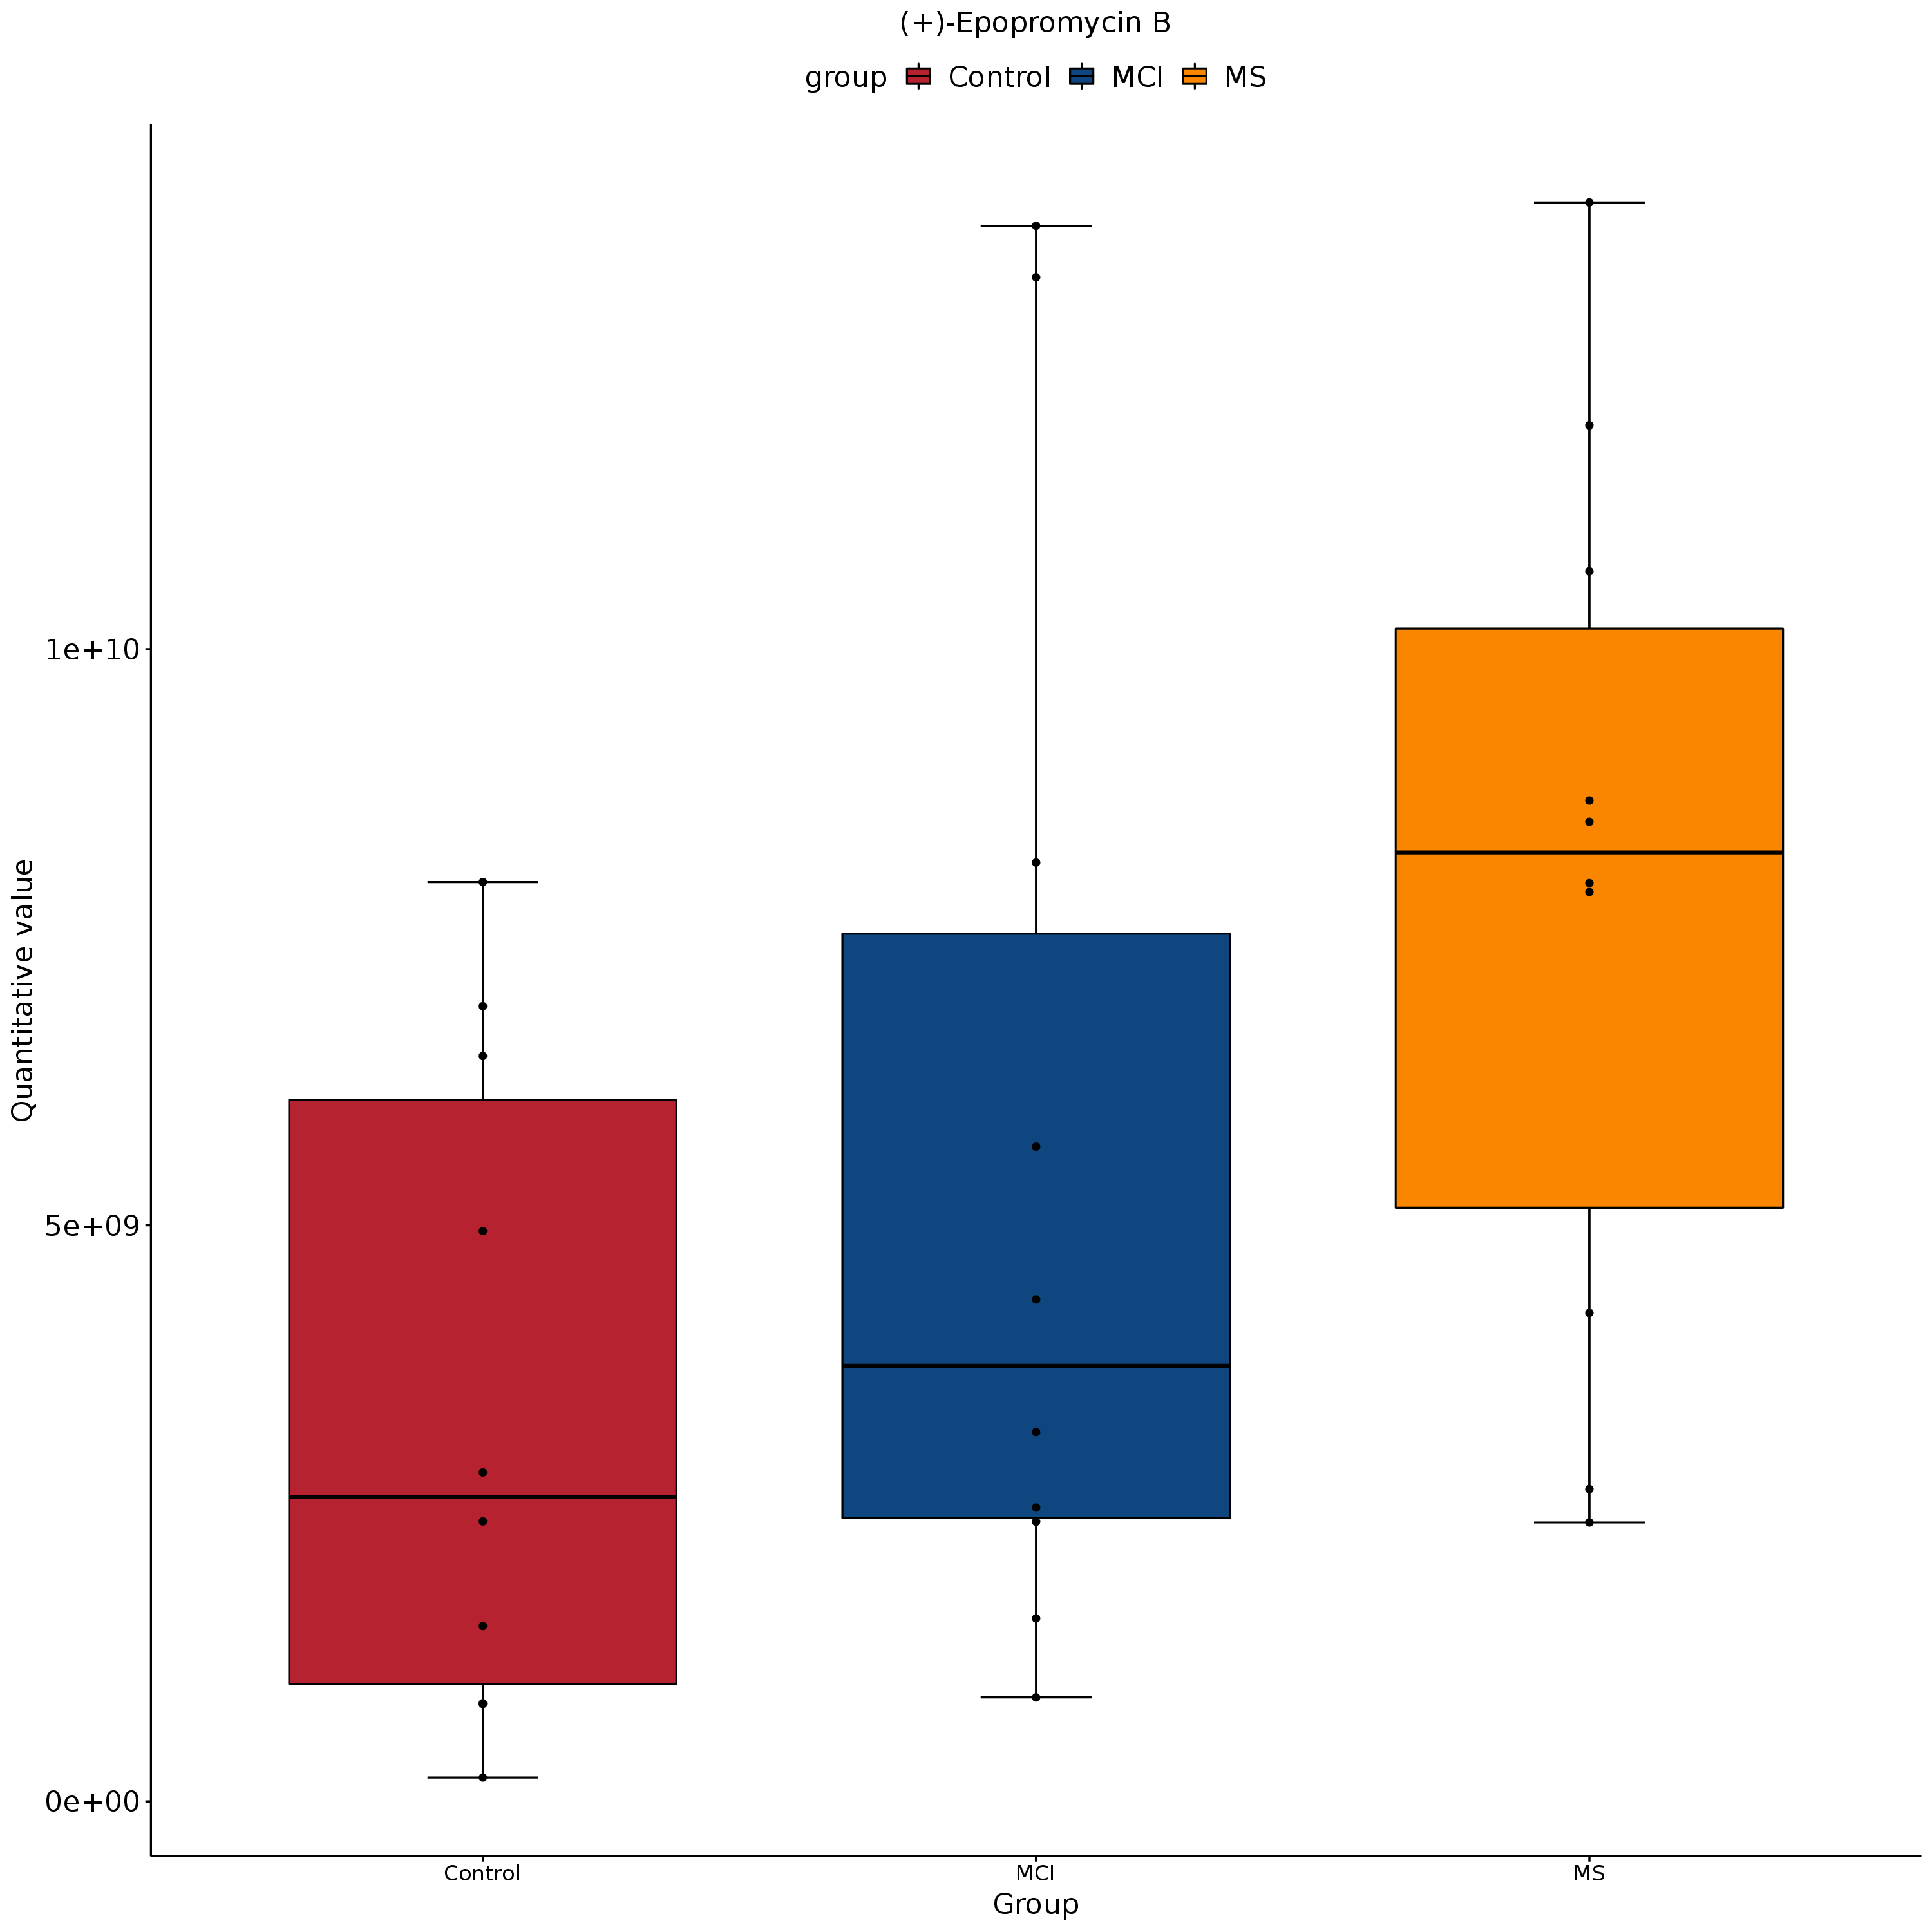 (+)-Epopromycin B
group Control MCI MS
Quantitative value
1e+10
5e+09
0e+00
Control MCI MS
Group